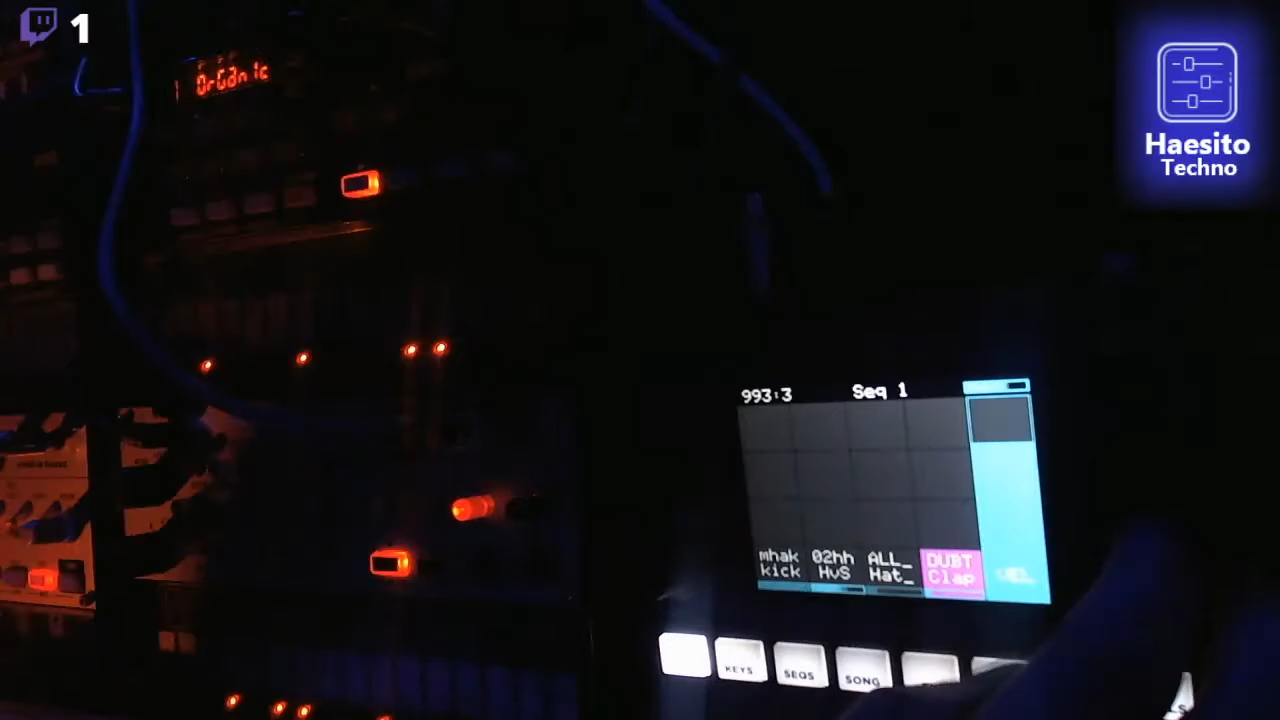 1
OrGanic
Haesito
Techno
993:3
Seq 1
mhak
kick
02hh
HvS
ALL_
Hat_
DUBT
Clap
KEYS
SEQS
SONG